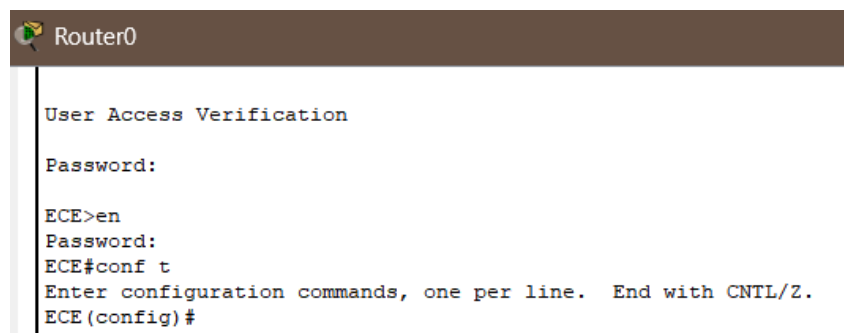 Router0
User Access Verification
Password:
ECE>en
Password:
ECE#conf t
Enter configuration commands, one per line.  End with CNTL/Z.
ECE(config)#